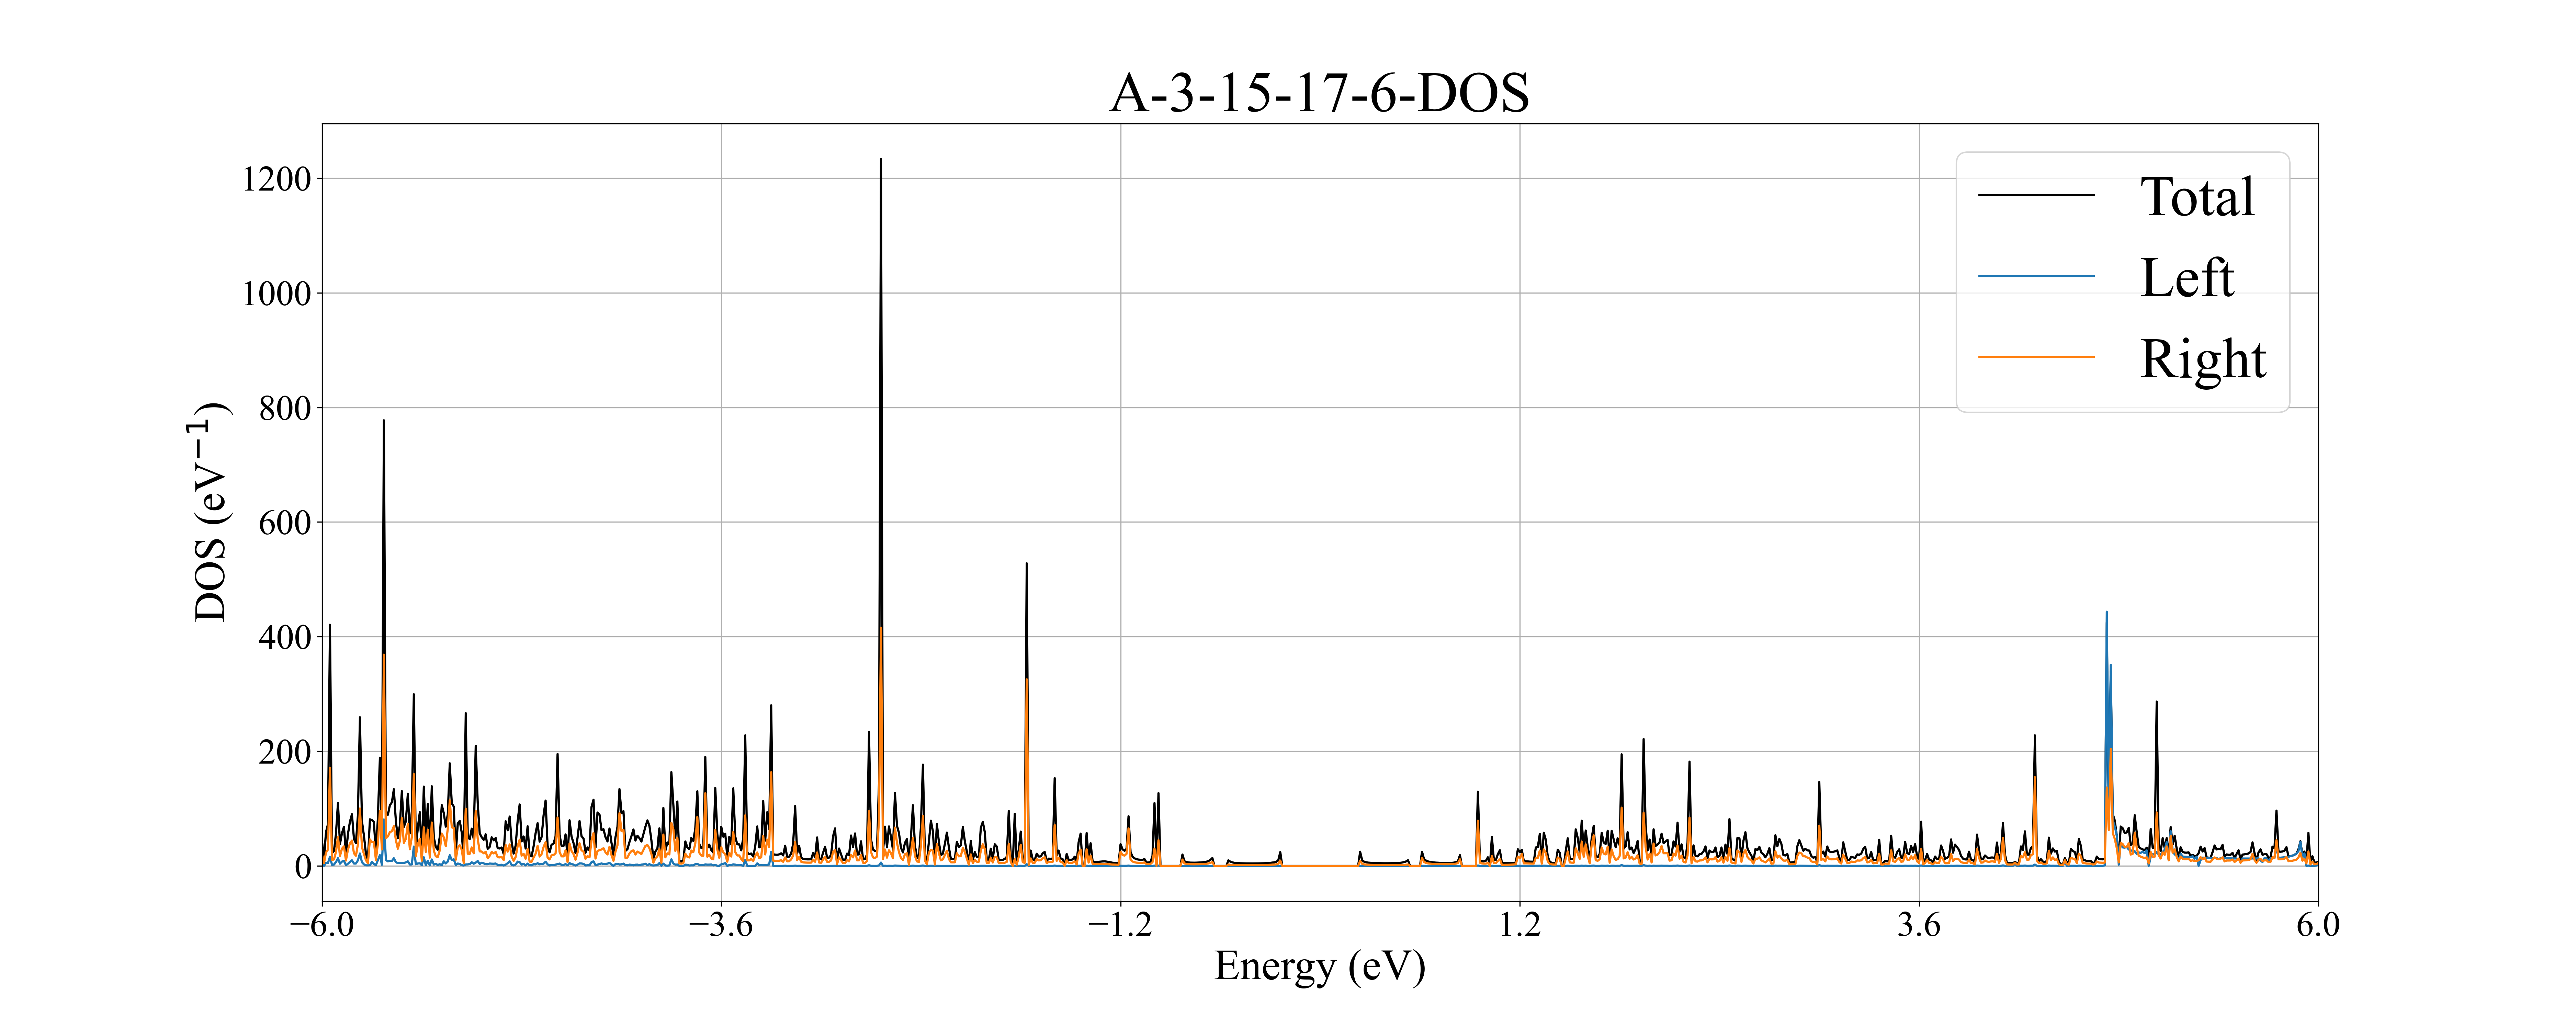 A-3-15-17-6-DOS
DOS (eV⁻¹)
1200
1000
800
600
400
200
0
−6.0
−3.6
−1.2
1.2
3.6
6.0
Energy (eV)
Total
Left
Right